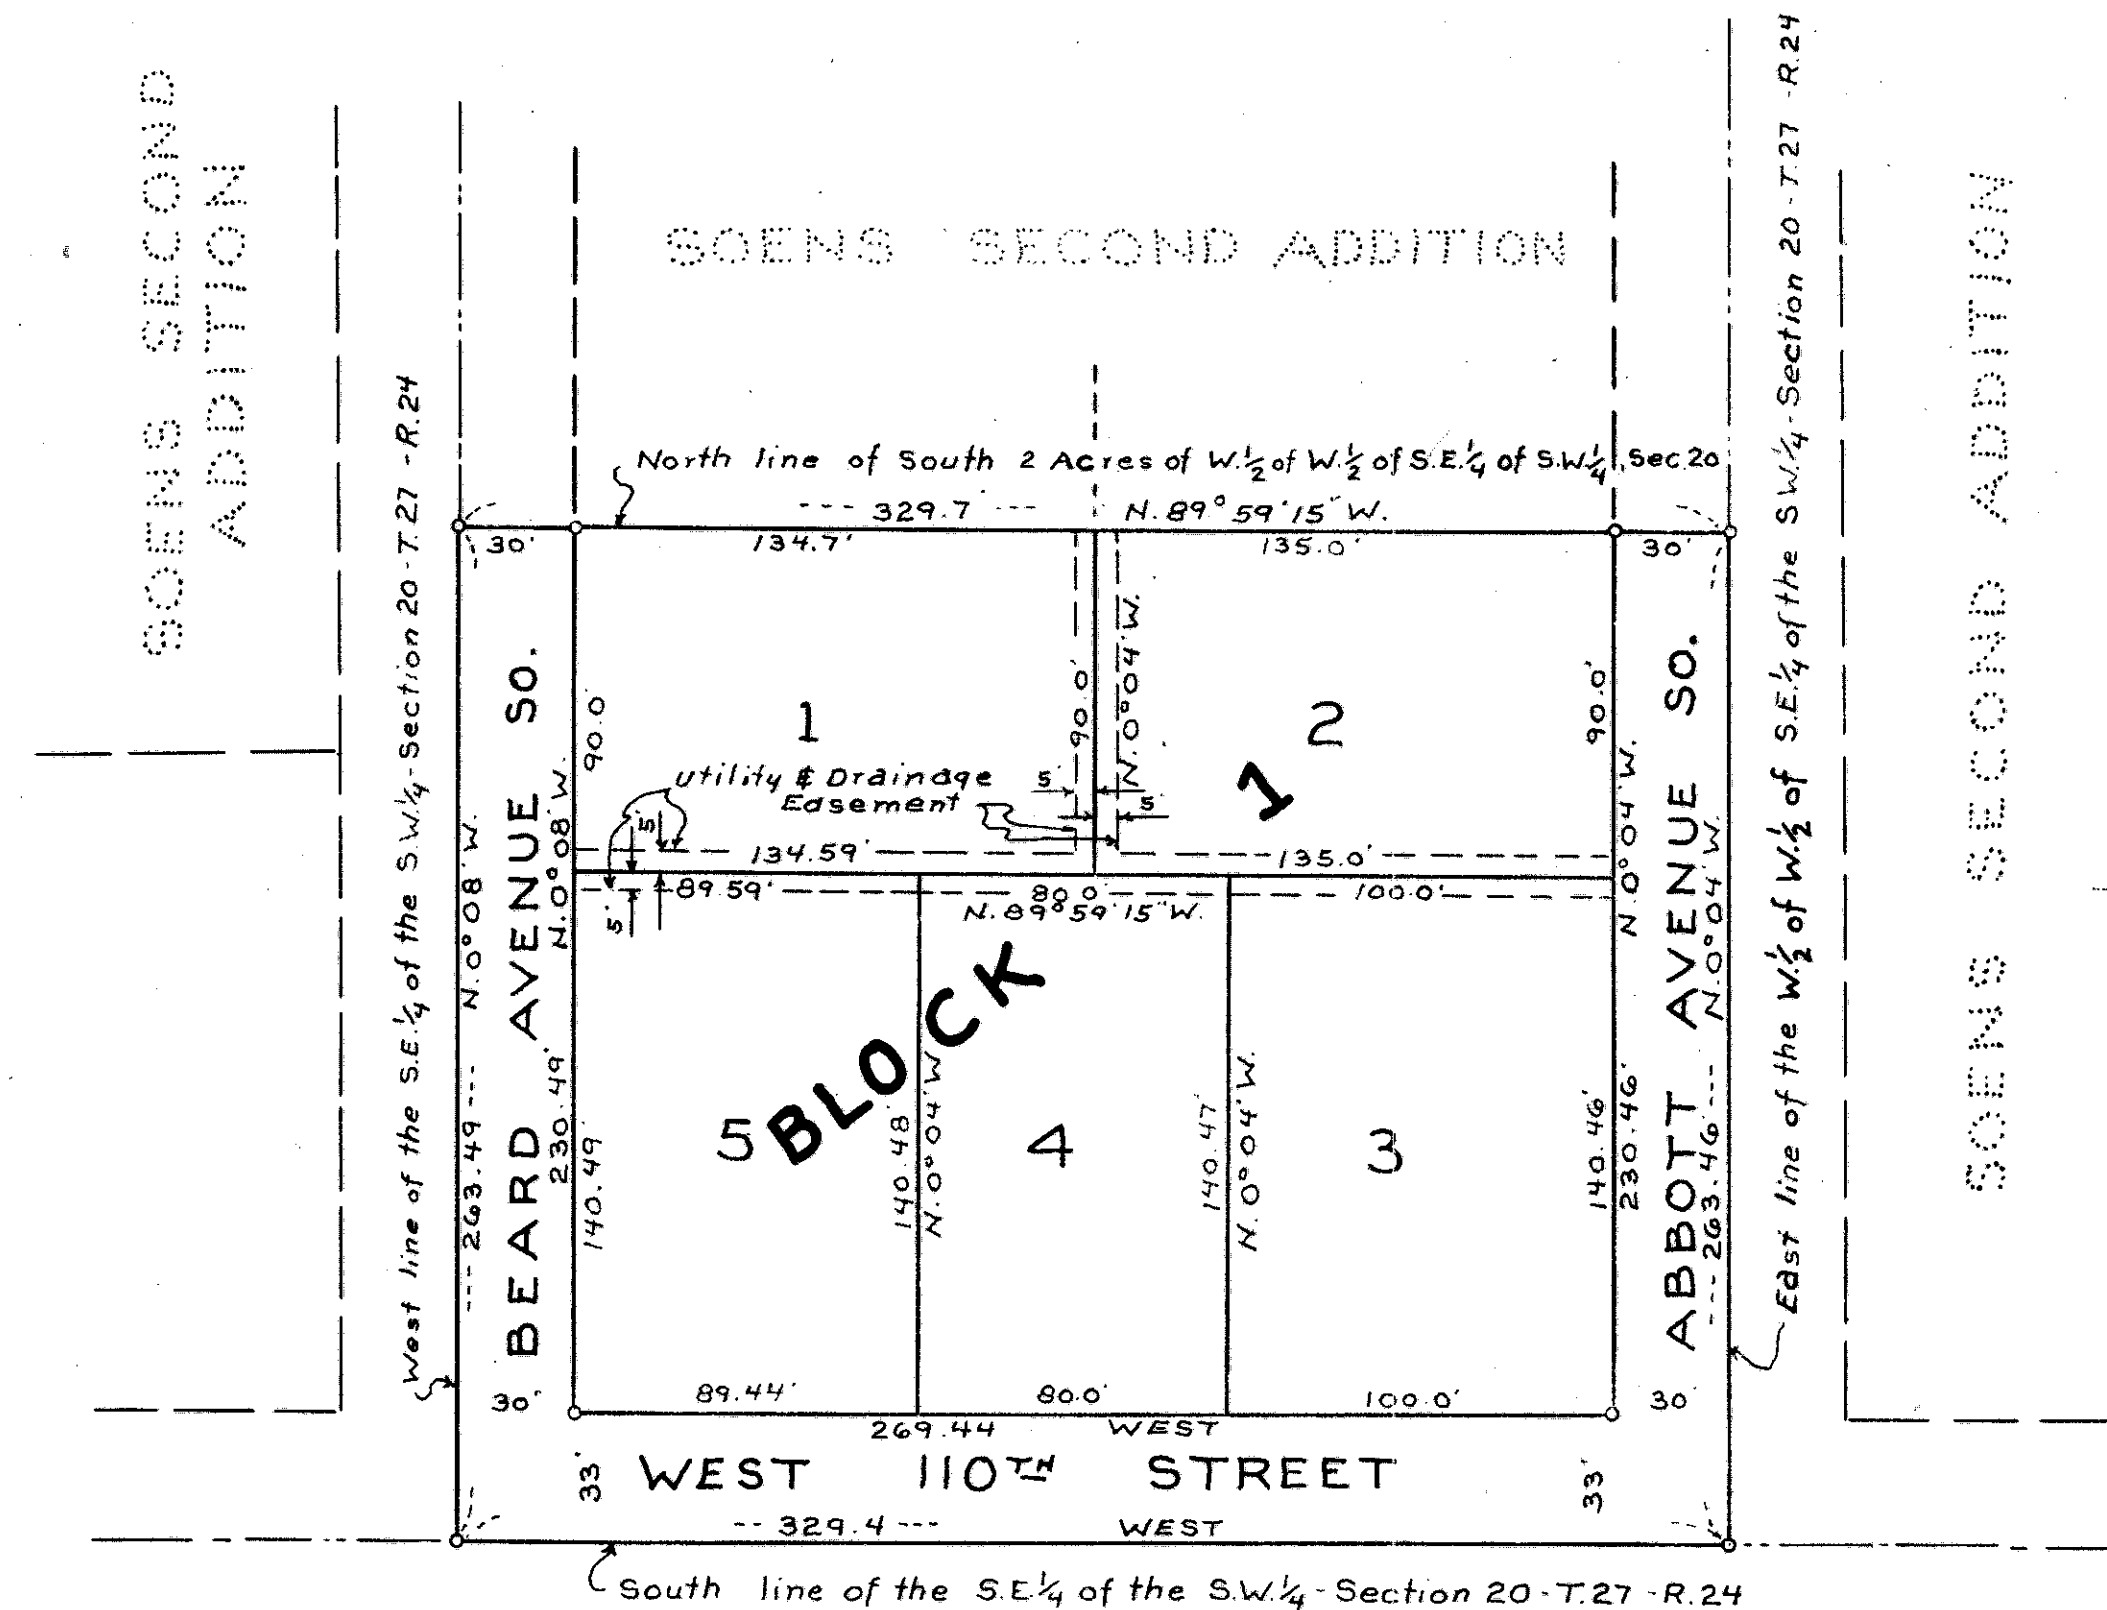 SOENS SECOND
ADDITION
SOENS SECOND ADDITION
SOENS SECOND ADDITION
West line of the S.E.¼ of the S.W.¼-Section 20-T.27-R.24
East line of the W.½ of W.½ of S.E.¼ of the S.W.¼-Section 20-T.27-R.24
North line of South 2 Acres of W.½ of W.½ of S.E.¼ of S.W.¼, Sec.20
--- 329.7' --- N.89°59'15"W.
30' 134.7' 135.0' 30'
BEARD AVENUE SO.
--- 263.49 --- N.0°08'W.
230.49' N.0°08'W.
90.0
140.49
1
90.0'
N.0°04'W.
2
90.0'
230.46' N.0°04'W.
140.46'
ABBOTT AVENUE SO.
--- 263.46' --- N.0°04'W.
Utility & Drainage
Easement
5'
5'
5'
5'
134.59' 135.0'
89.59' 80.0 100.0'
N.89°59'15"W.
BLOCK 1
5
140.48'
N.0°04'W
4
140.47'
N.0°04'W.
3
30' 89.44' 80.0' 100.0' 30'
269.44 WEST
33' WEST 110TH STREET 33'
-- 329.4 --- WEST
South line of the S.E.¼ of the S.W.¼-Section 20-T.27-R.24